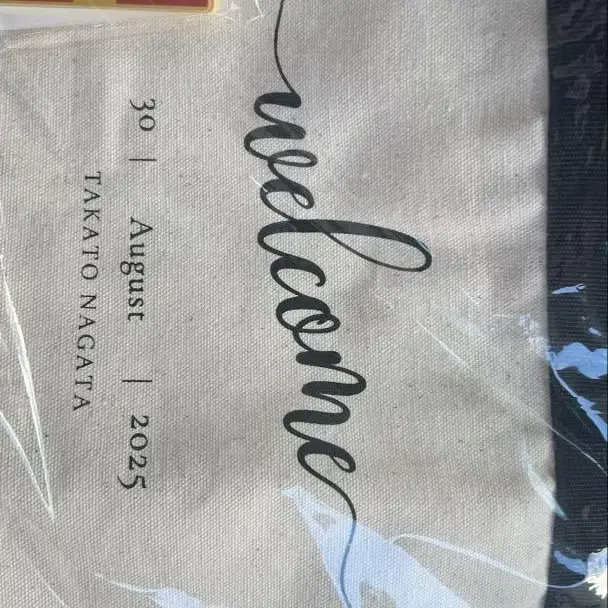 welcome
30 | August | 2025
TAKATO NAGATA